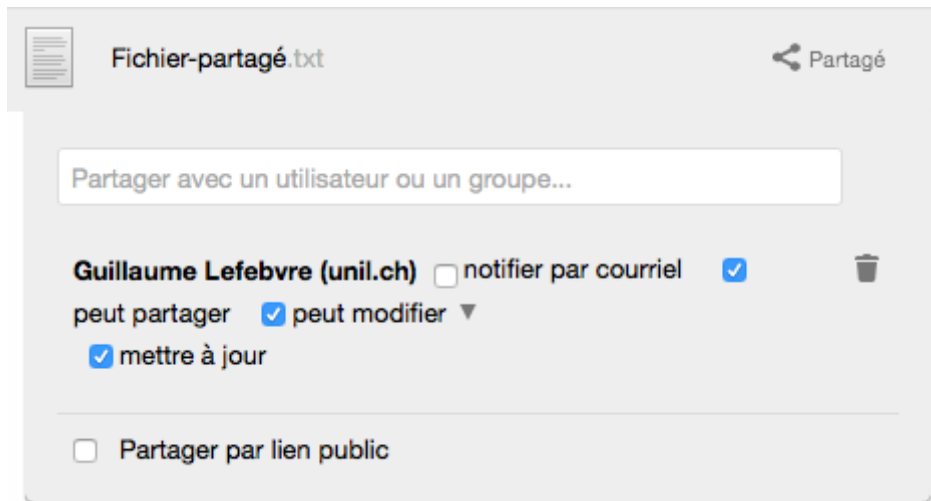 Fichier-partagé.txt
Partagé
Partager avec un utilisateur ou un groupe...
Guillaume Lefebvre (unil.ch) notifier par courriel
peut partager peut modifier
mettre à jour
Partager par lien public